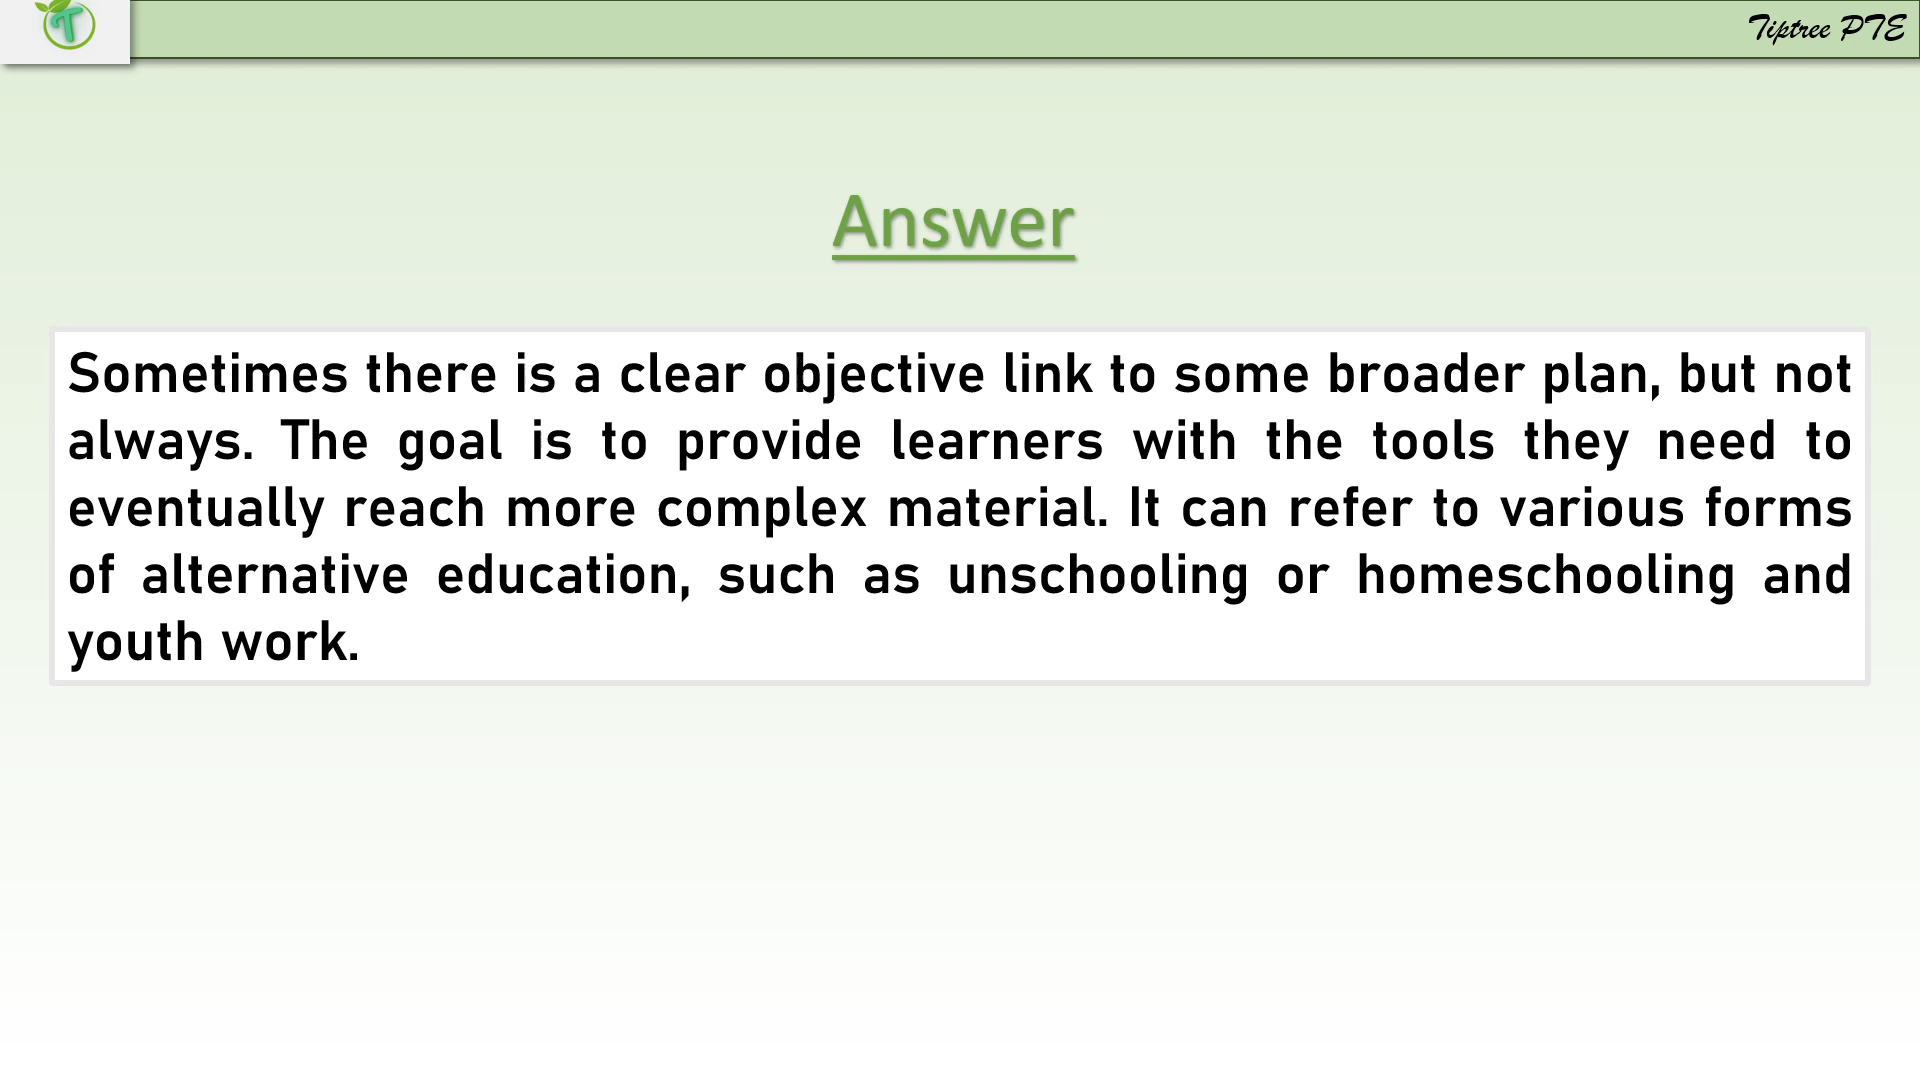 T
Tiptree PTE
Answer
Sometimes there is a clear objective link to some broader plan, but not
always. The goal is to provide learners with the tools they need to
eventually reach more complex material. It can refer to various forms
of alternative education, such as unschooling or homeschooling and
youth work.